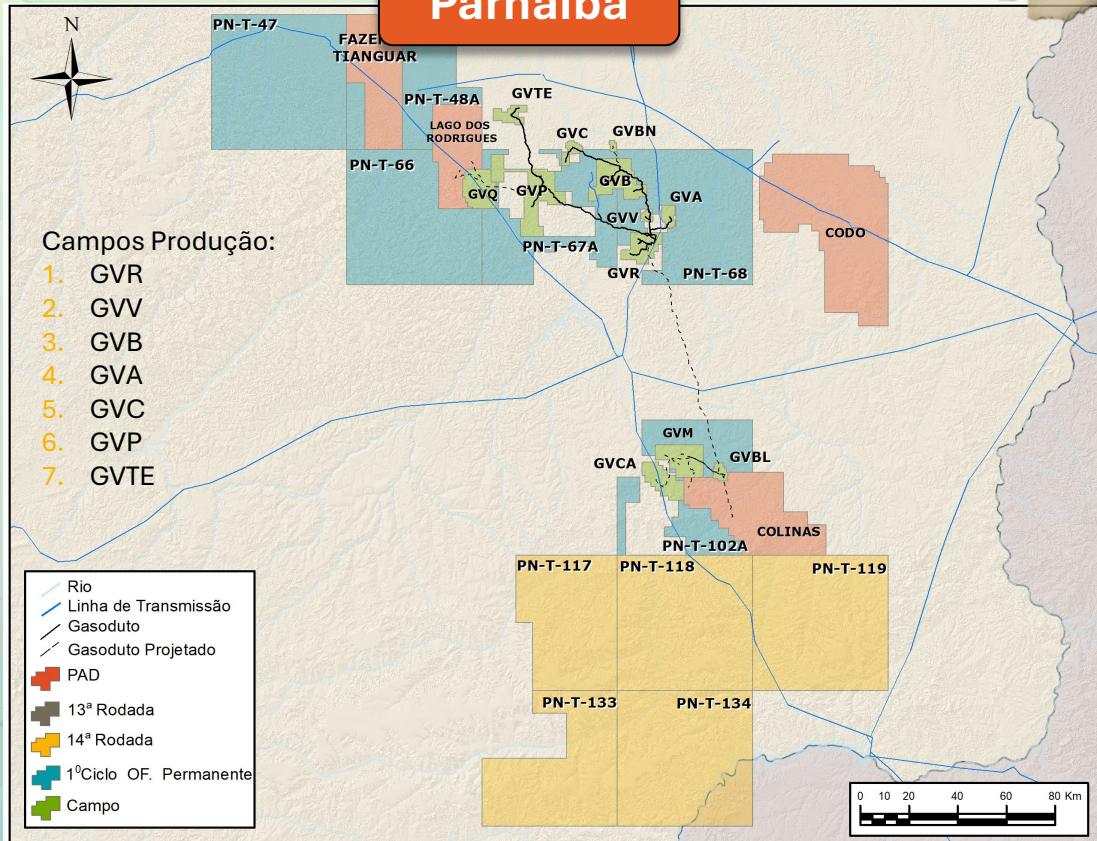 Parnaíba
N
PN-T-47
FAZE
TIANGUAR
PN-T-48A
GVTE
LAGO DOS
RODRIGUES
GVC
GVBN
PN-T-66
GVQ
GVP
GVB
GVA
GVV
CODO
PN-T-67A
GVR
PN-T-68
Campos Produção:
1. GVR
2. GVV
3. GVB
4. GVA
5. GVC
6. GVP
7. GVTE
GVM
GVCA
GVBL
COLINAS
PN-T-102A
PN-T-117
PN-T-118
PN-T-119
PN-T-133
PN-T-134
Rio
Linha de Transmissão
Gasoduto
Gasoduto Projetado
PAD
13ª Rodada
14ª Rodada
1⁰Ciclo OF. Permanente
Campo
0 10 20 40 60 80 Km